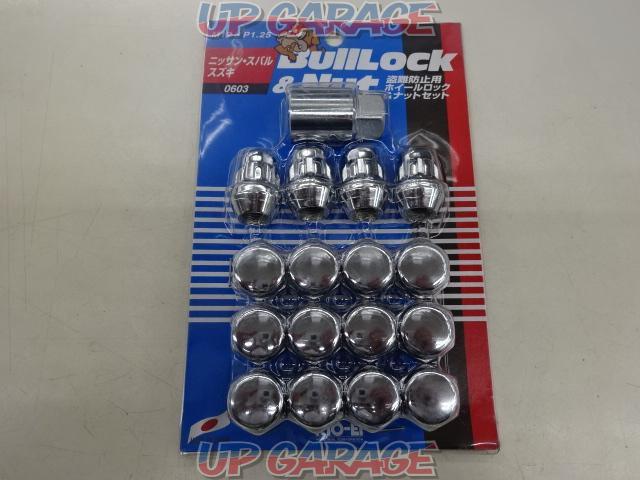 UP GARAGE
M12 P1.25
BullLock
& Nut
ニッサン・スバル
スズキ
0603
盗難防止用
ホイールロック
&ナットセット
UP GARAGE